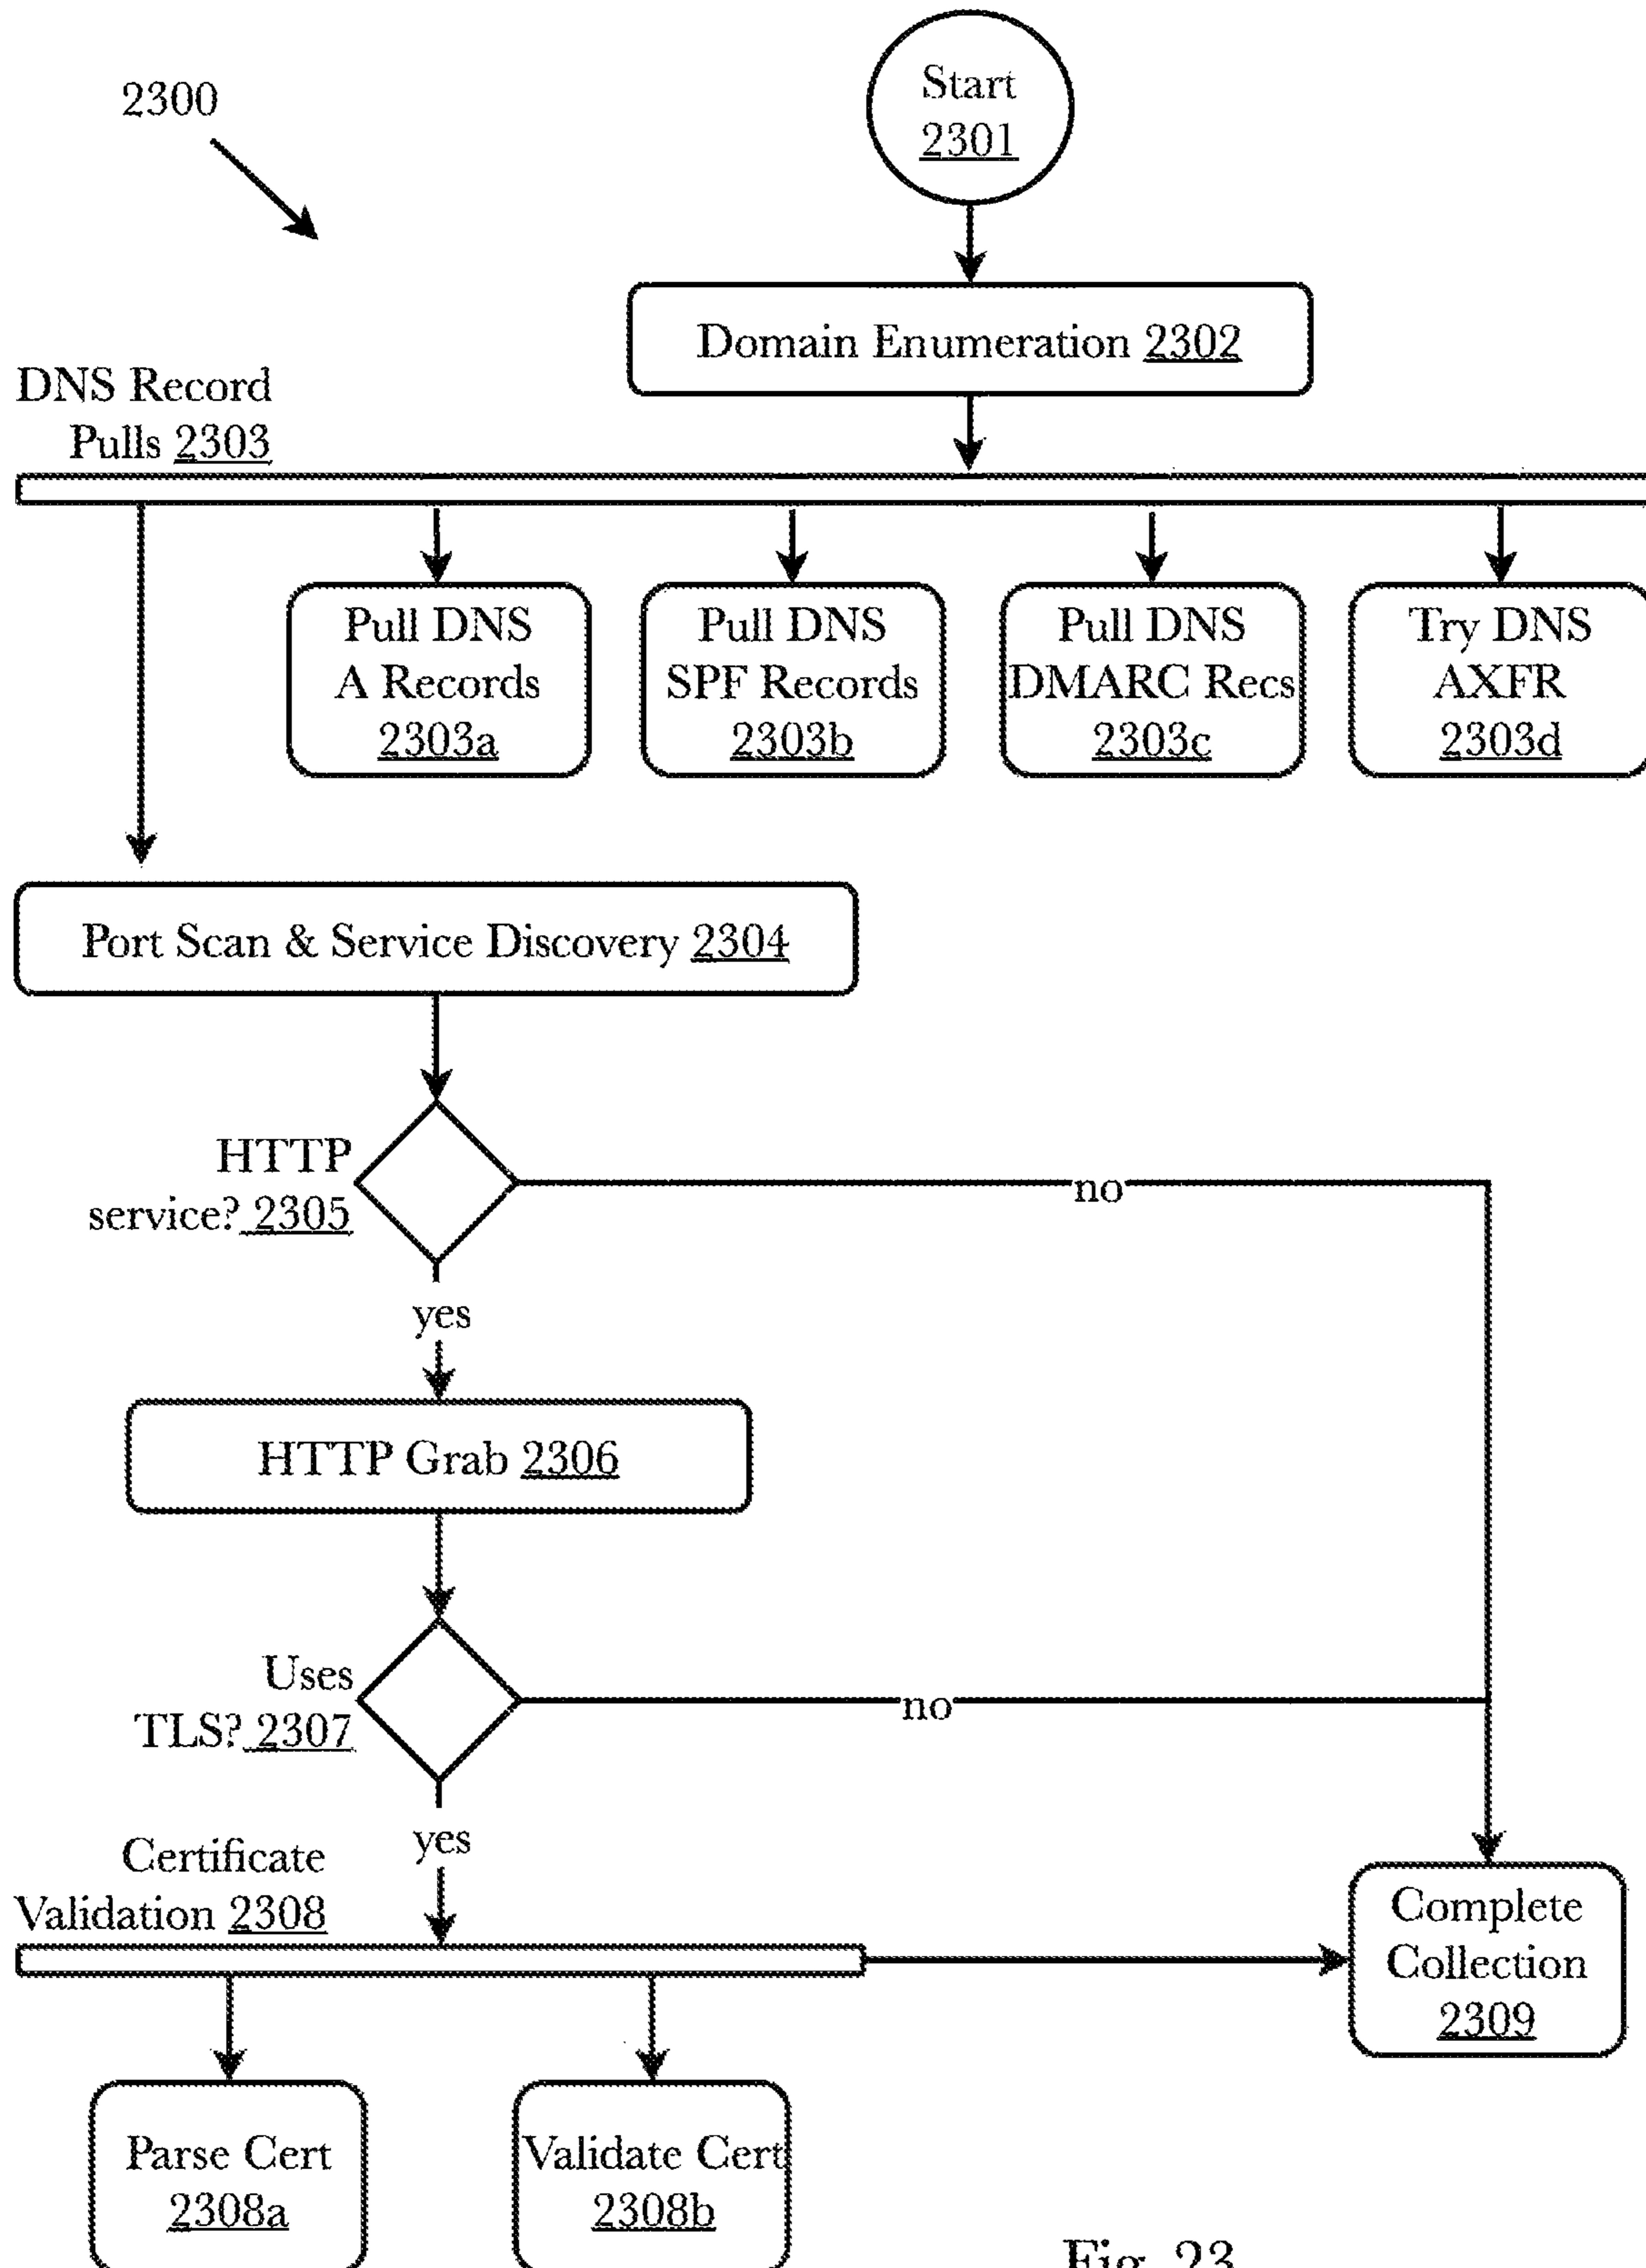 2300
Start
2301
Domain Enumeration 2302
DNS Record
Pulls 2303
Pull DNS
A Records
2303a
Pull DNS
SPF Records
2303b
Pull DNS
DMARC Recs
2303c
Try DNS
AXFR
2303d
Port Scan & Service Discovery 2304
HTTP
service? 2305
no
yes
HTTP Grab 2306
Uses
TLS? 2307
no
yes
Certificate
Validation 2308
Complete
Collection
2309
Parse Cert
2308a
Validate Cert
2308b
Fig. 23